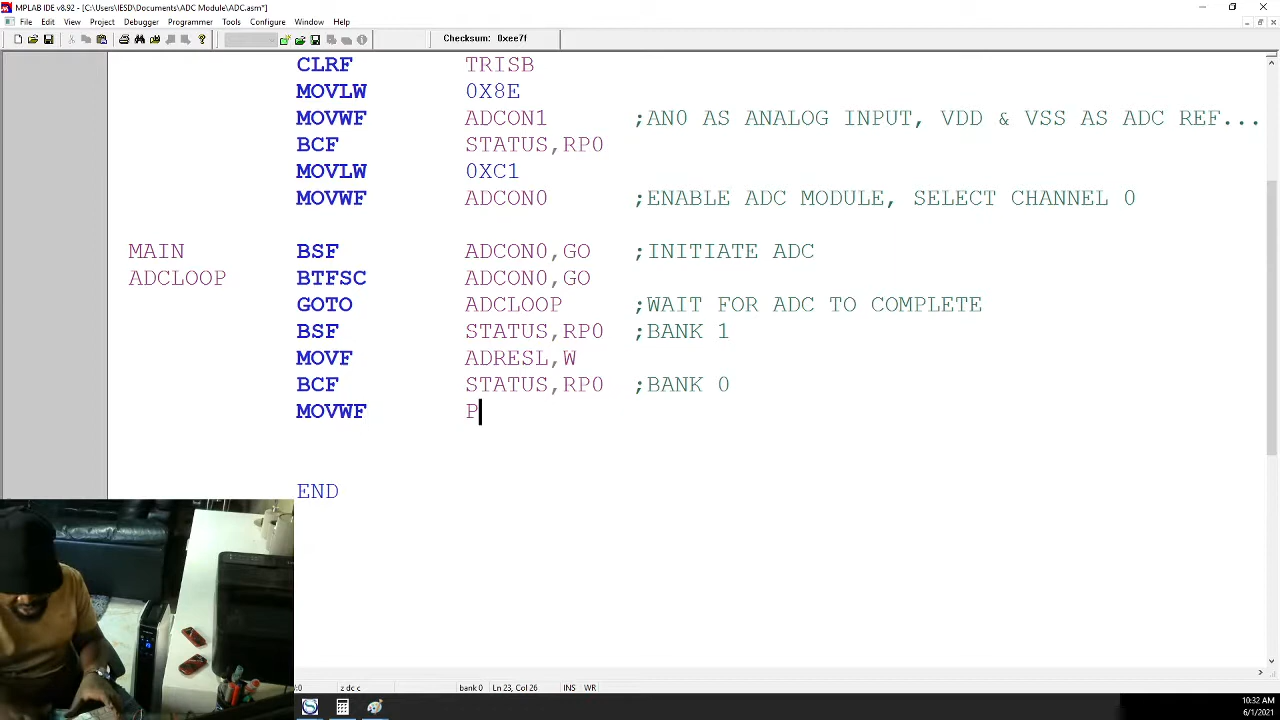 MPLAB IDE v8.92 - [C:\Users\IESD\Documents\ADC Module\ADC.asm*]
File Edit View Project Debugger Programmer Tools Configure Window Help
Checksum: 0xee7f
CLRF TRISB
MOVLW 0X8E
MOVWF ADCON1 ;AN0 AS ANALOG INPUT, VDD & VSS AS ADC REF...
BCF STATUS,RP0
MOVLW 0XC1
MOVWF ADCON0 ;ENABLE ADC MODULE, SELECT CHANNEL 0
MAIN BSF ADCON0,GO ;INITIATE ADC
ADCLOOP BTFSC ADCON0,GO
GOTO ADCLOOP ;WAIT FOR ADC TO COMPLETE
BSF STATUS,RP0 ;BANK 1
MOVF ADRESL,W
BCF STATUS,RP0 ;BANK 0
MOVWF P
END
z dc c bank 0 Ln 23, Col 26 INS WR
10:32 AM
6/1/2021